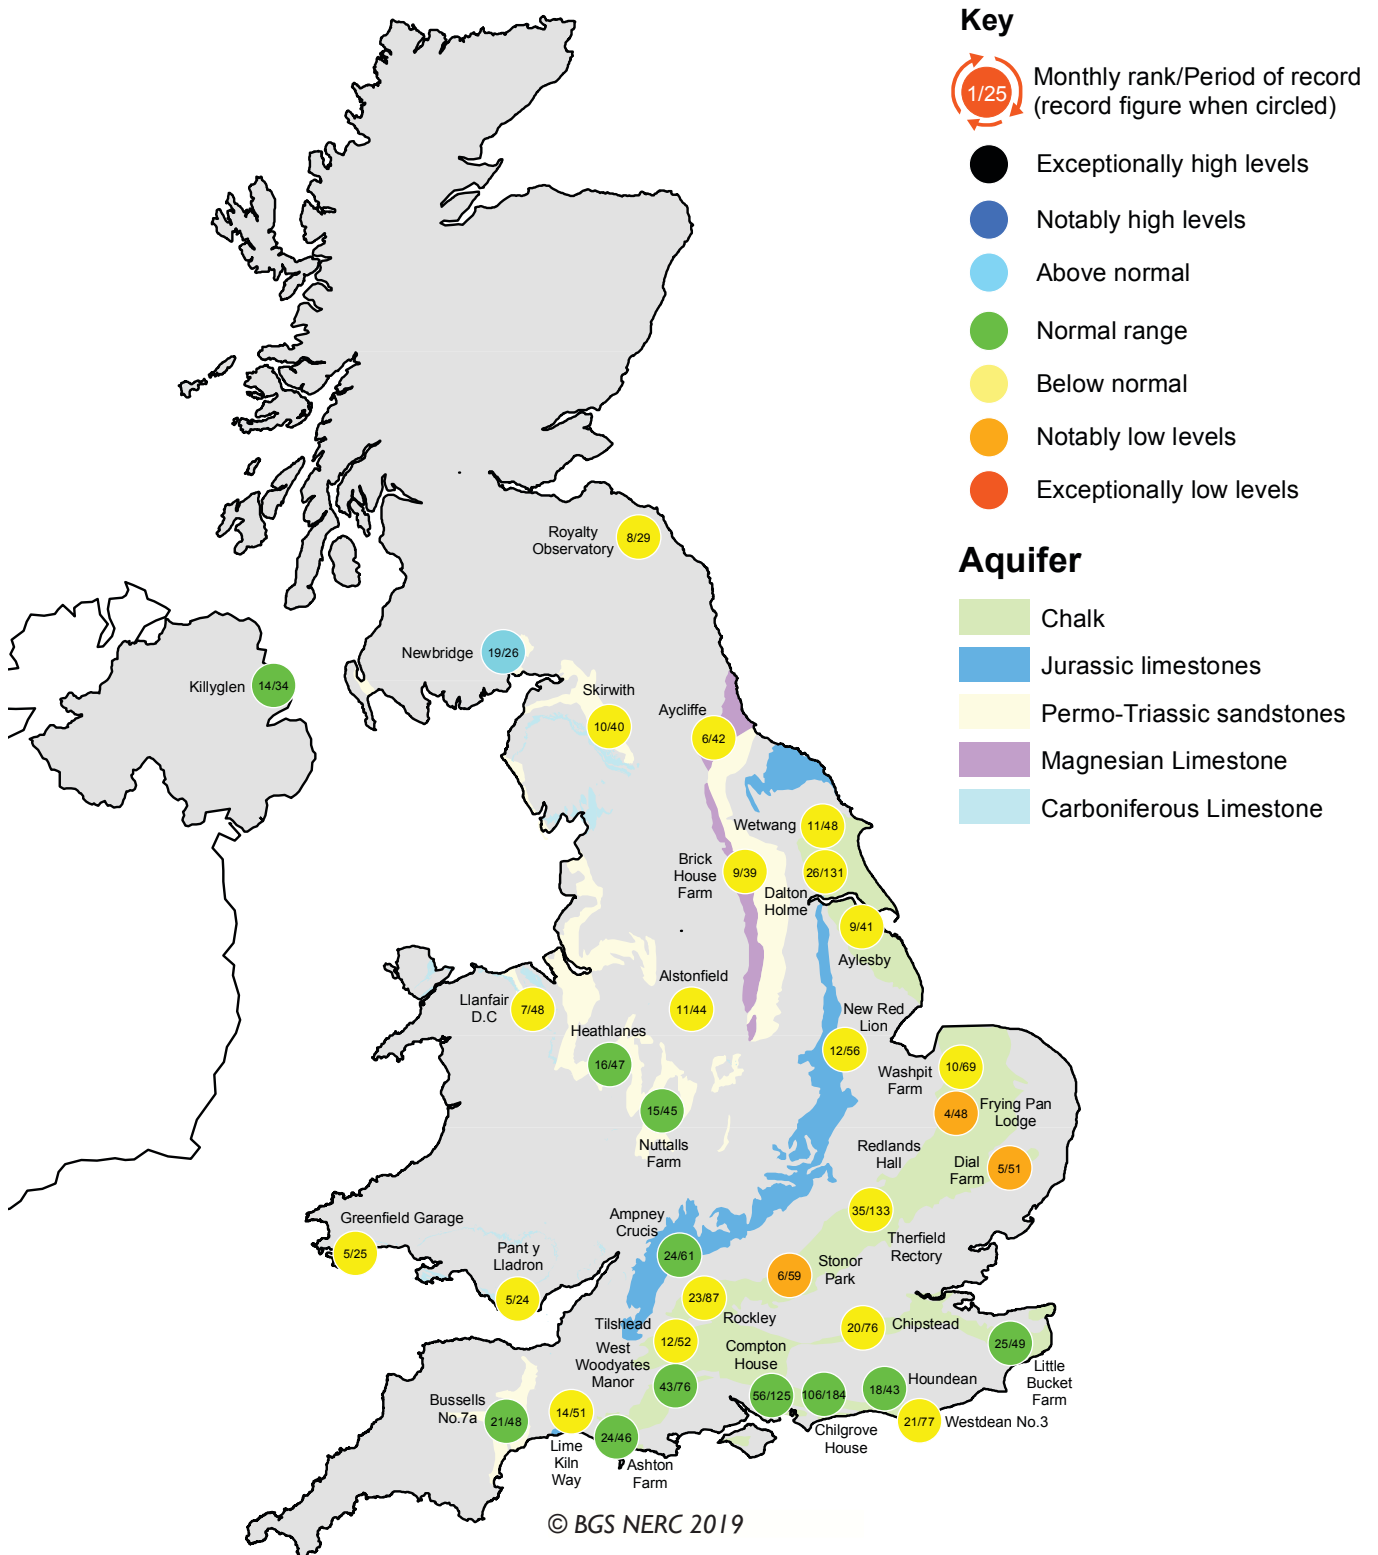 Key
1/25
Monthly rank/Period of record
(record figure when circled)
Exceptionally high levels
Notably high levels
Above normal
Normal range
Below normal
Notably low levels
Exceptionally low levels
Aquifer
Chalk
Jurassic limestones
Permo-Triassic sandstones
Magnesian Limestone
Carboniferous Limestone
Royalty
Observatory
8/29
Newbridge
19/26
Killyglen
14/34
Skirwith
10/40
Aycliffe
6/42
Wetwang
11/48
Brick
House
Farm
9/39
26/131
Dalton
Holme
9/41
Aylesby
Llanfair
D.C
7/48
Alstonfield
11/44
New Red
Lion
12/56
Heathlanes
16/47
Washpit
Farm
10/69
15/45
Nuttalls
Farm
4/48
Frying Pan
Lodge
Redlands
Hall
Dial
Farm
5/51
35/133
Therfield
Rectory
Greenfield Garage
5/25
Pant y
Lladron
5/24
Ampney
Crucis
24/61
6/59
Stonor
Park
23/87
Rockley
Tilshead
12/52
20/76
Chipstead
25/49
Little
Bucket
Farm
West
Woodyates
Manor
43/76
Compton
House
56/125
106/184
Chilgrove
House
18/43
Houndean
21/77
Westdean No.3
Bussells
No.7a
21/48
14/51
Lime
Kiln
Way
24/46
Ashton
Farm
© BGS NERC 2019